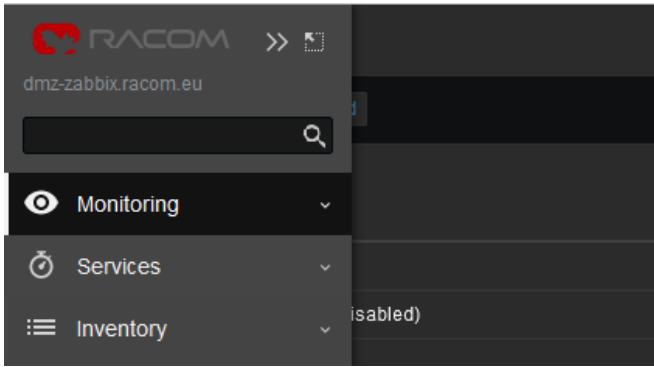 RACOM
dmz-zabbix.racom.eu
Monitoring
Services
Inventory
isabled)